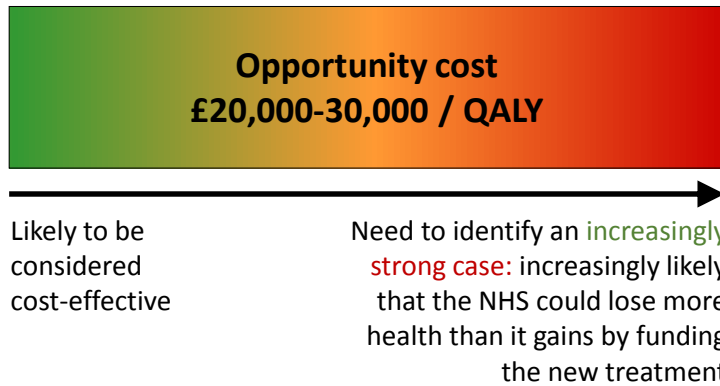 Opportunity cost
£20,000-30,000 / QALY
Likely to be
considered
cost-effective
Need to identify an increasingly
strong case: increasingly likely
that the NHS could lose more
health than it gains by funding
the new treatment